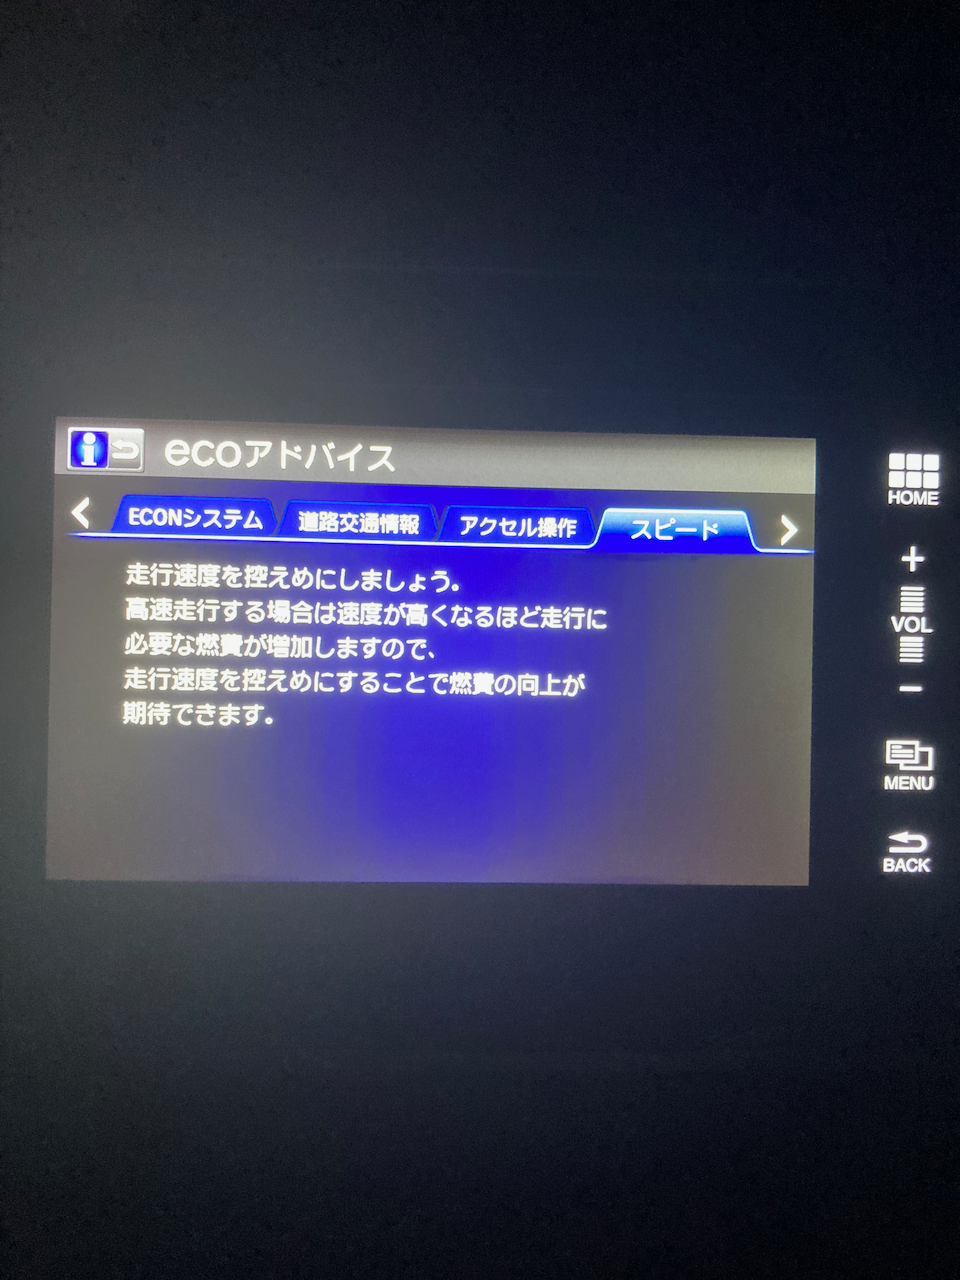 ecoアドバイス
ECONシステム 道路交通情報 アクセル操作 スピード
走行速度を控えめにしましょう。
高速走行する場合は速度が高くなるほど走行に
必要な燃費が増加しますので、
走行速度を控えめにすることで燃費の向上が
期待できます。
HOME
+
VOL
−
MENU
BACK